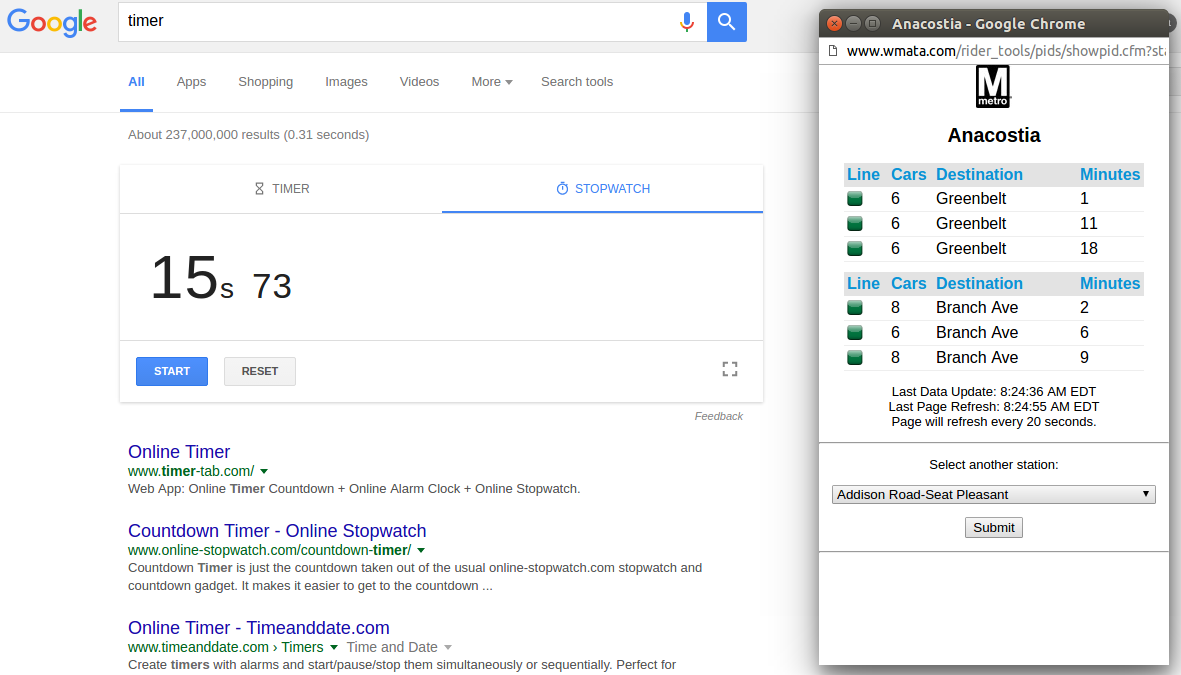 Google
timer
All Apps Shopping Images Videos More Search tools
About 237,000,000 results (0.31 seconds)
TIMER STOPWATCH
15s 73
START RESET
Feedback
Online Timer
www.timer-tab.com/
Web App: Online Timer Countdown + Online Alarm Clock + Online Stopwatch.
Countdown Timer - Online Stopwatch
www.online-stopwatch.com/countdown-timer/
Countdown Timer is just the countdown taken out of the usual online-stopwatch.com stopwatch and
countdown gadget. It makes it easier to get to the countdown ...
Online Timer - Timeanddate.com
www.timeanddate.com › Timers Time and Date
Create timers with alarms and start/pause/stop them simultaneously or sequentially. Perfect for
Anacostia - Google Chrome
www.wmata.com/rider_tools/pids/showpid.cfm?sta
M
metro
Anacostia
Line Cars Destination Minutes
6 Greenbelt 1
6 Greenbelt 11
6 Greenbelt 18
Line Cars Destination Minutes
8 Branch Ave 2
6 Branch Ave 6
8 Branch Ave 9
Last Data Update: 8:24:36 AM EDT
Last Page Refresh: 8:24:55 AM EDT
Page will refresh every 20 seconds.
Select another station:
Addison Road-Seat Pleasant
Submit